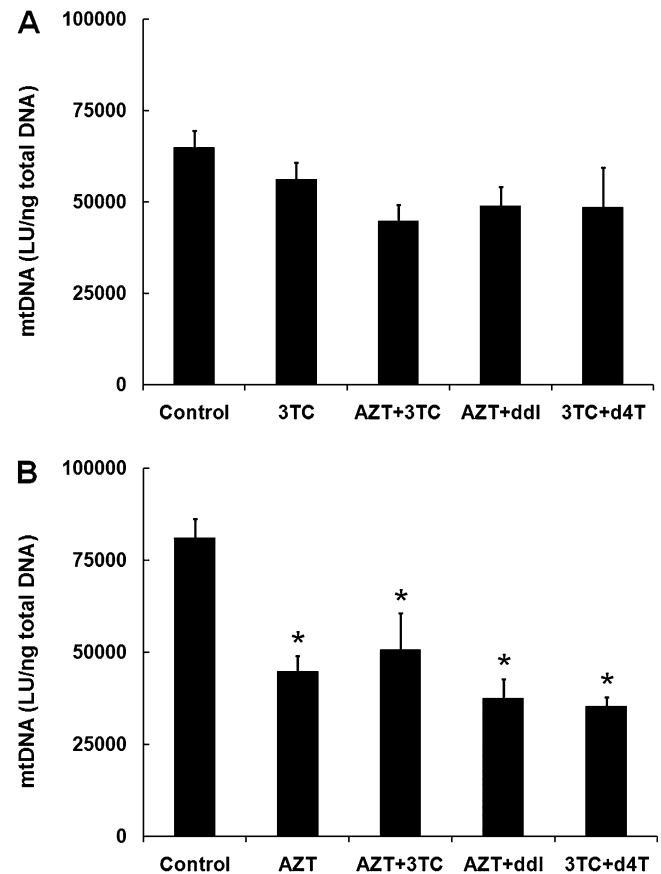 A
100000
75000
50000
25000
0
mtDNA (LU/ng total DNA)
Control 3TC AZT+3TC AZT+ddI 3TC+d4T
B
100000
75000
50000
25000
0
mtDNA (LU/ng total DNA)
* * * *
Control AZT AZT+3TC AZT+ddI 3TC+d4T